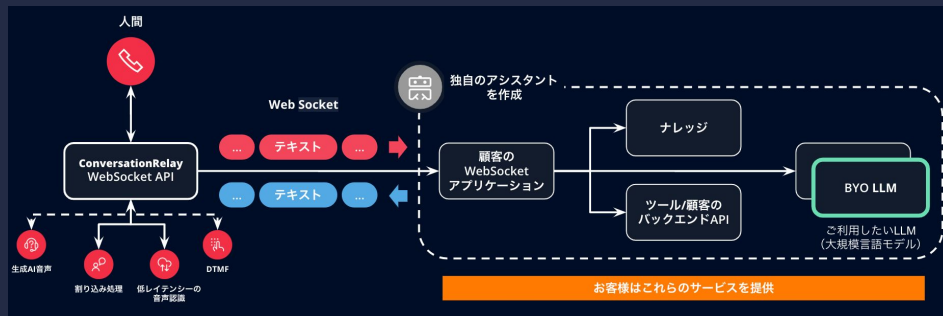 人間
Web Socket
独自のアシスタント
を作成
... テキスト ...
... テキスト ...
ConversationRelay
WebSocket API
顧客の
WebSocket
アプリケーション
ナレッジ
ツール/顧客の
バックエンドAPI
BYO LLM
ご利用したいLLM
(大規模言語モデル)
生成AI音声
割り込み処理
低レイテンシーの
音声認識
DTMF
お客様はこれらのサービスを提供